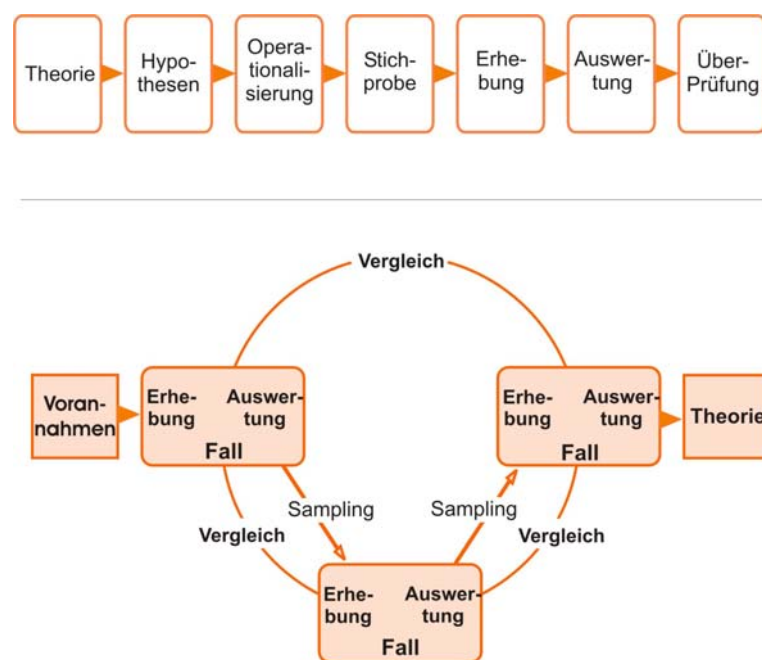 Theorie
Hypo-
thesen
Opera-
tionali-
sierung
Stich-
probe
Erhe-
bung
Auswer-
tung
Über-
Prüfung
Vergleich
Voran-
nahmen
Erhe-
bung
Auswer-
tung
Fall
Erhe-
bung
Auswer-
tung
Fall
Theorie
Sampling
Sampling
Vergleich
Vergleich
Erhe-
bung
Auswer-
tung
Fall